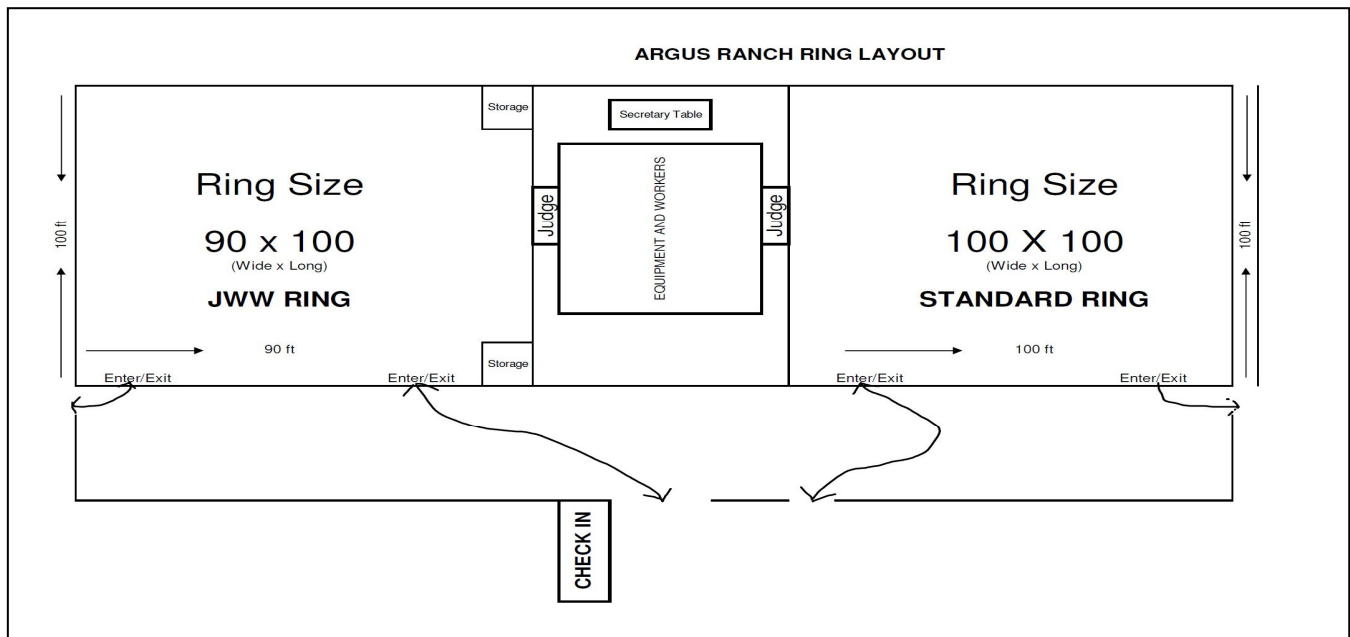 ARGUS RANCH RING LAYOUT
Storage
Secretary Table
Ring Size
90 x 100
(Wide x Long)
JWW RING
100 ft
90 ft
Enter/Exit
Enter/Exit
Storage
Judge
EQUIPMENT AND WORKERS
Judge
Ring Size
100 X 100
(Wide x Long)
STANDARD RING
100 ft
100 ft
Enter/Exit
Enter/Exit
CHECK IN